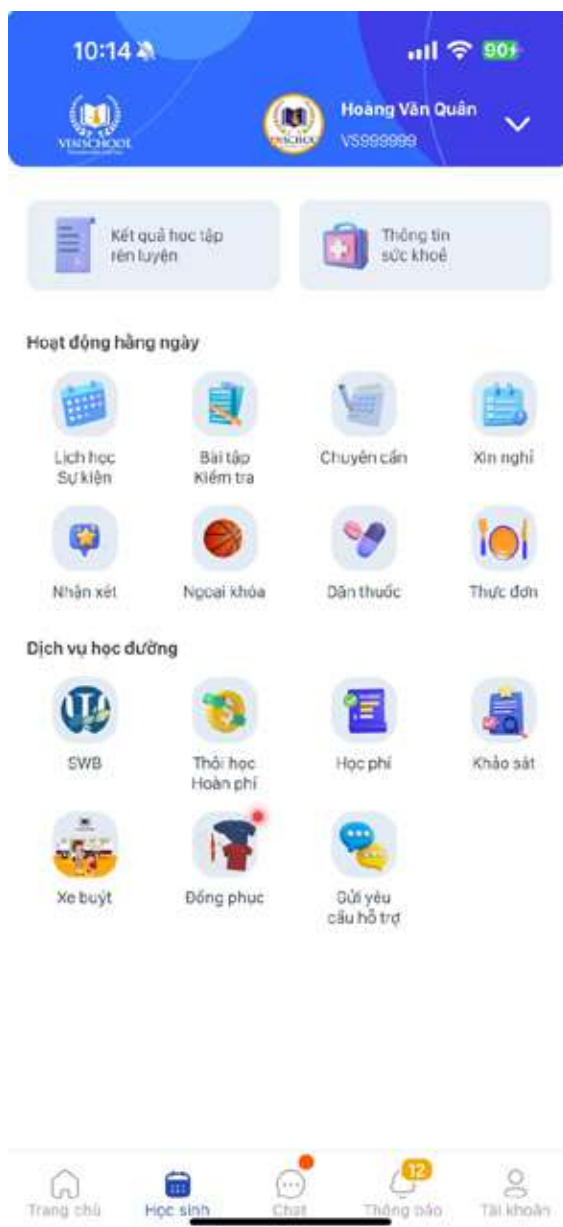 10:14
90+
Hoàng Văn Quân
VINSCHOOL
VS999999
Kết quả học tập
rèn luyện
Thông tin
sức khoẻ
Hoạt động hằng ngày
Lịch học
Sự kiện
Bài tập
Kiểm tra
Chuyên cần
Xin nghỉ
Nhận xét
Ngoại khóa
Dặn thuốc
Thực đơn
Dịch vụ học đường
SWB
Thôi học
Hoàn phí
Học phí
Khảo sát
Xe buýt
Đồng phục
Gửi yêu
cầu hỗ trợ
12
Trang chủ
Học sinh
Chat
Thông báo
Tài khoản